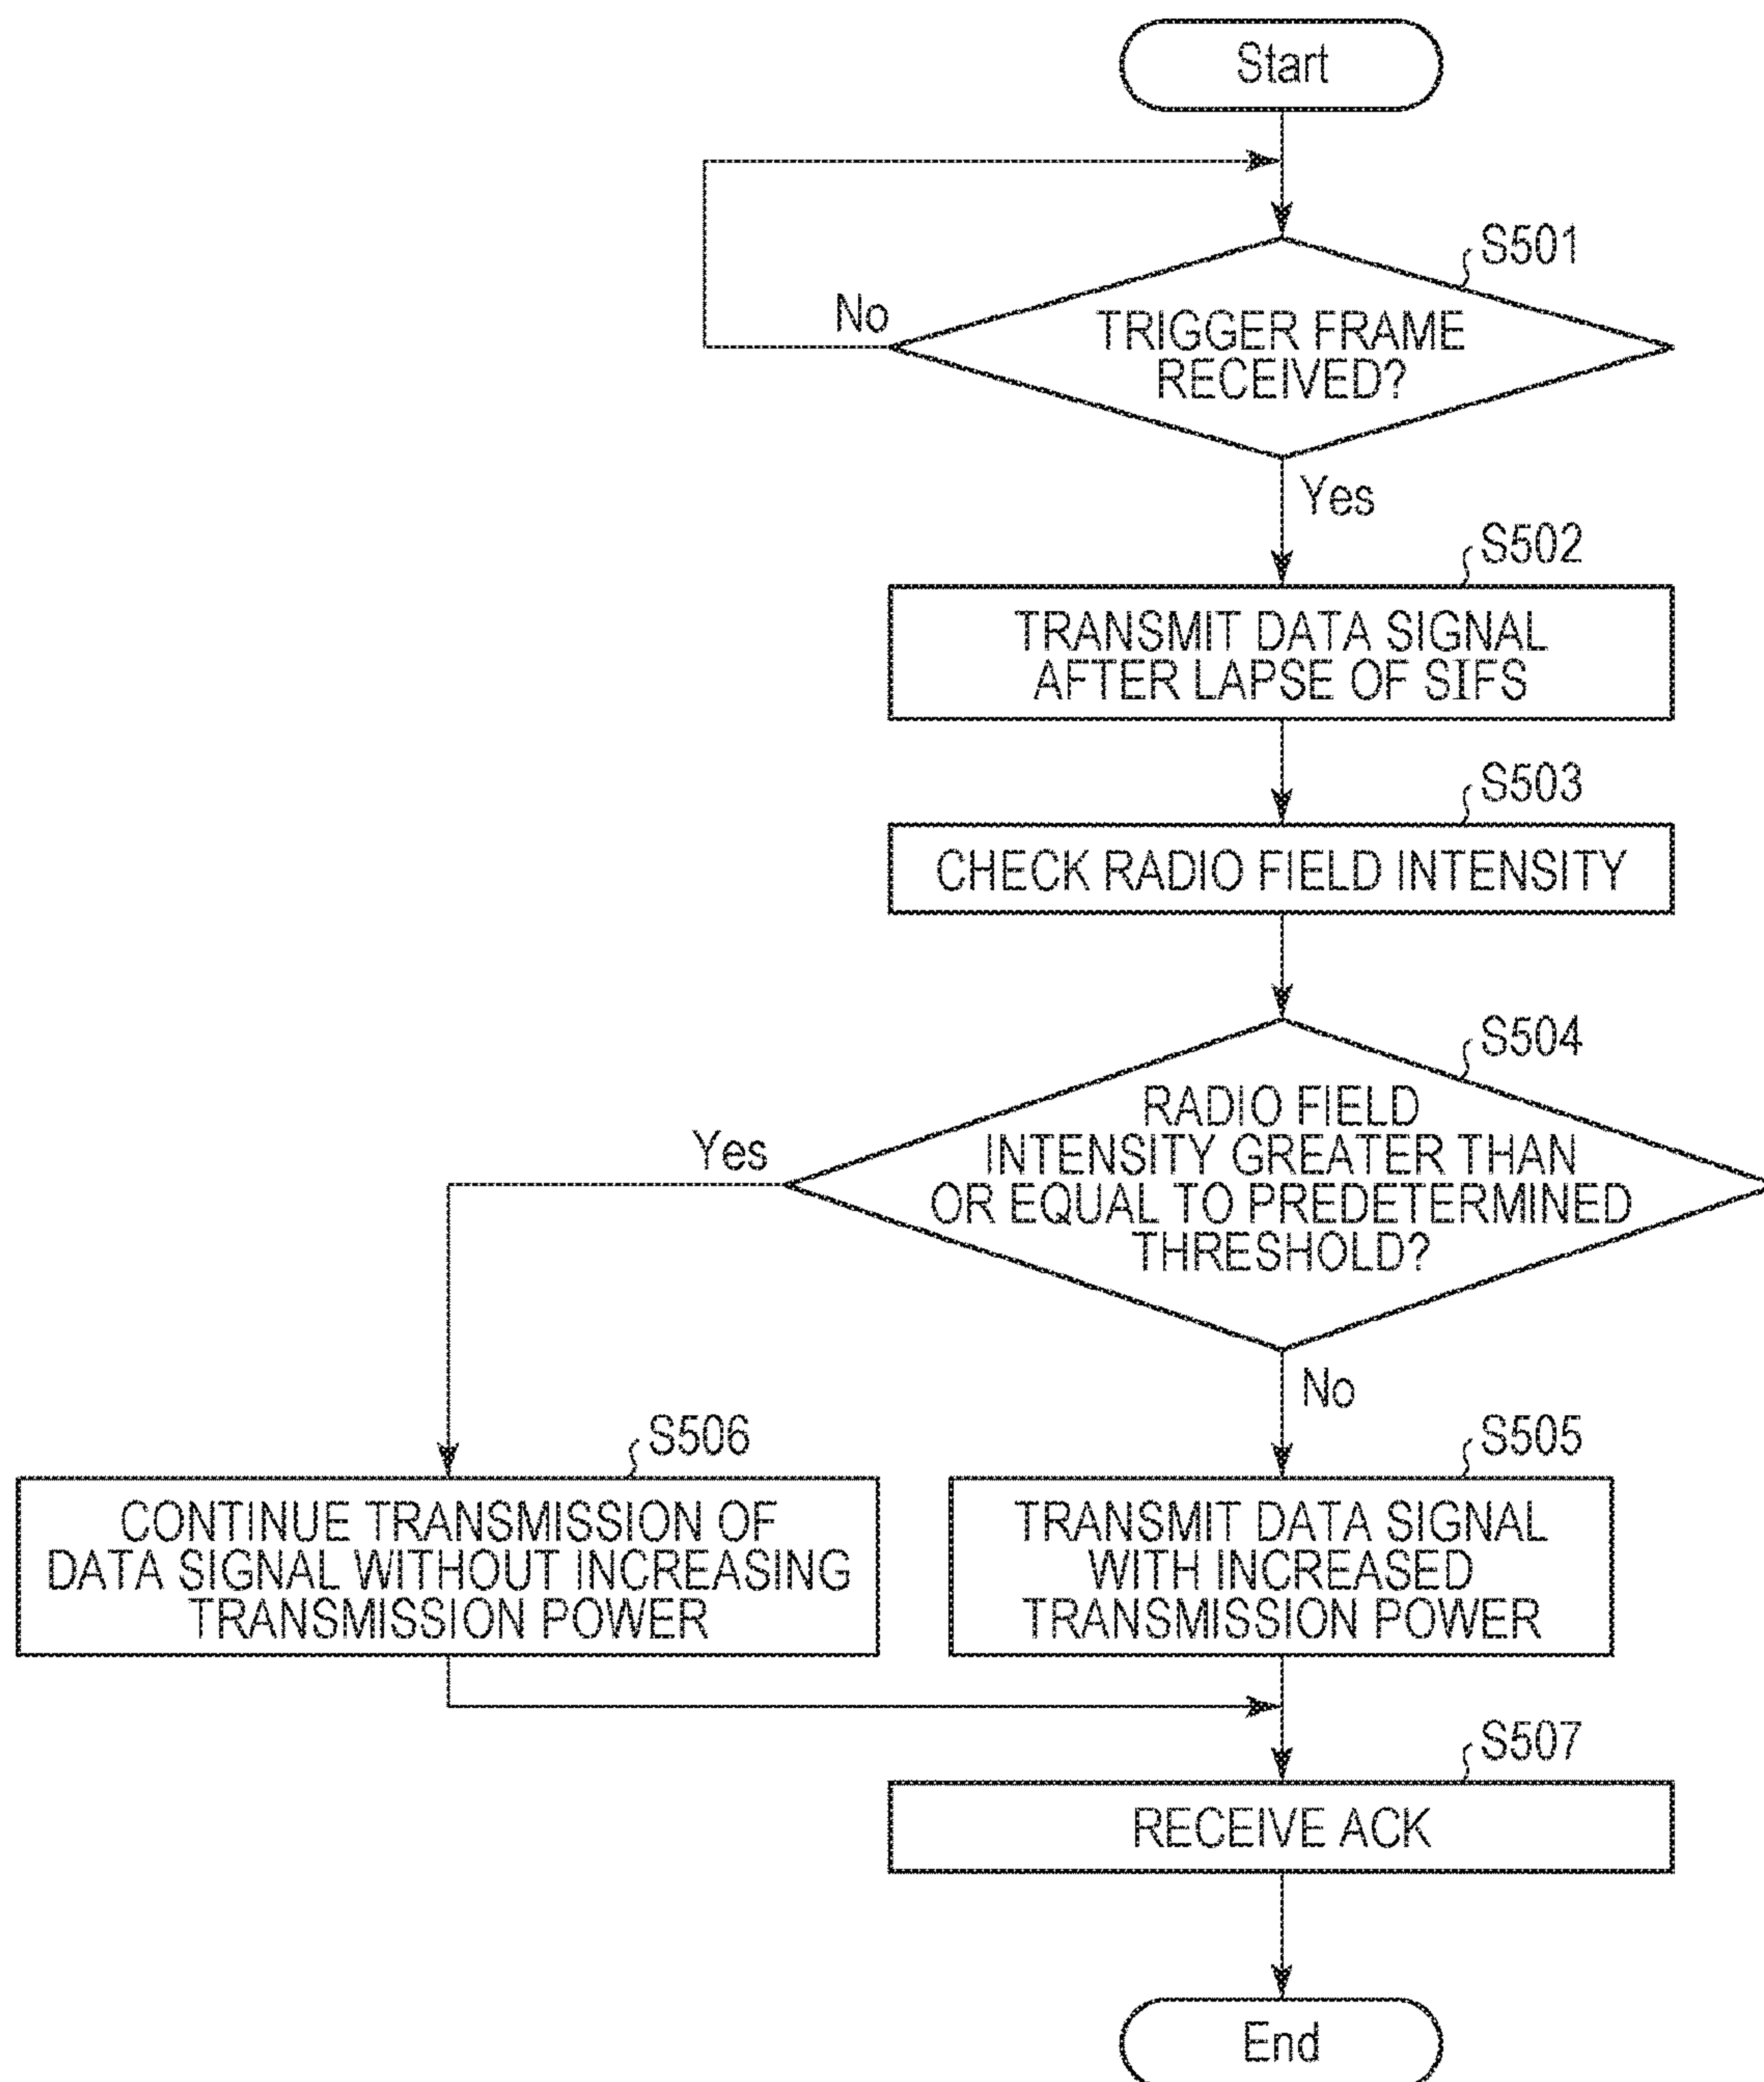 Start
S501
No
TRIGGER FRAME
RECEIVED?
Yes
S502
TRANSMIT DATA SIGNAL
AFTER LAPSE OF SIFS
S503
CHECK RADIO FIELD INTENSITY
S504
RADIO FIELD
INTENSITY GREATER THAN
OR EQUAL TO PREDETERMINED
THRESHOLD?
Yes
No
S506
CONTINUE TRANSMISSION OF
DATA SIGNAL WITHOUT INCREASING
TRANSMISSION POWER
S505
TRANSMIT DATA SIGNAL
WITH INCREASED
TRANSMISSION POWER
S507
RECEIVE ACK
End